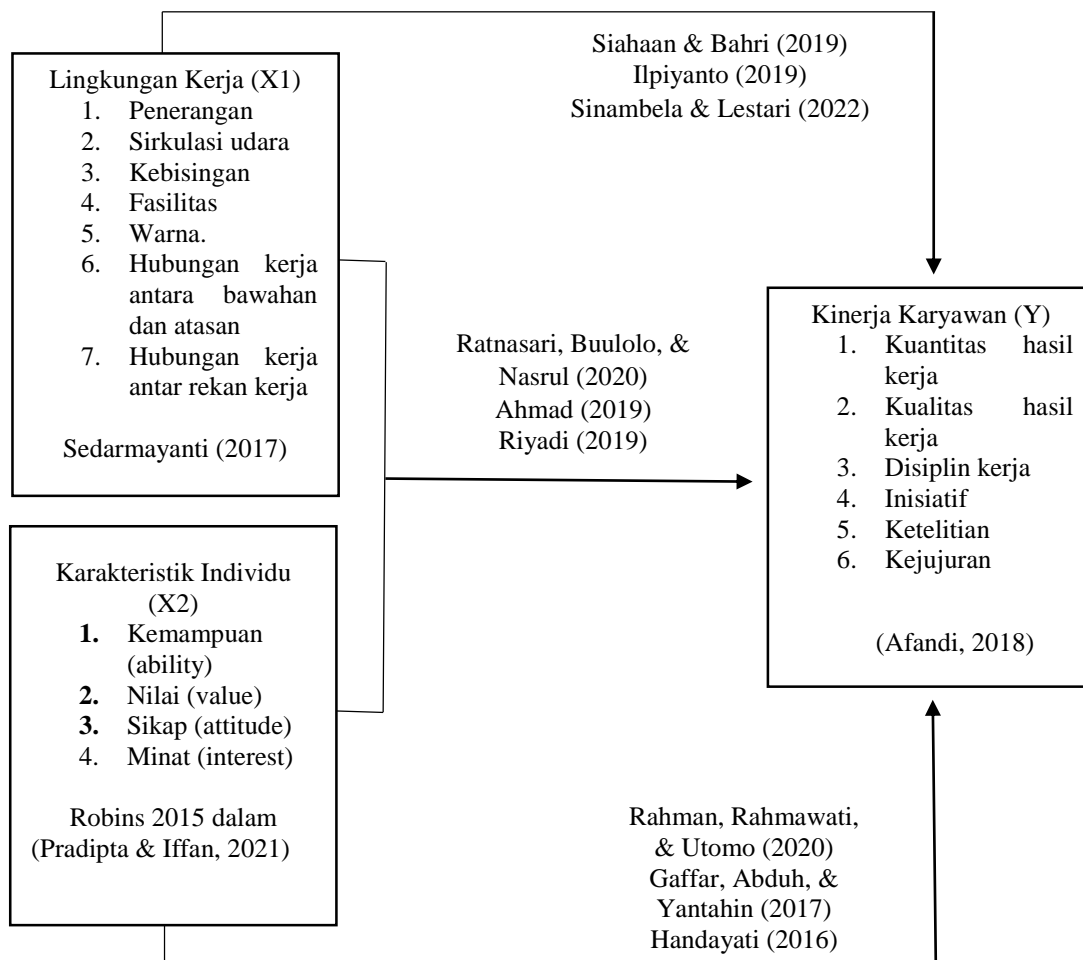 Siahaan & Bahri (2019)
Ilpiyanto (2019)
Sinambela & Lestari (2022)
Lingkungan Kerja (X1)
1. Penerangan
2. Sirkulasi udara
3. Kebisingan
4. Fasilitas
5. Warna.
6. Hubungan kerja
antara bawahan
dan atasan
7. Hubungan kerja
antar rekan kerja
Sedarmayanti (2017)
Ratnasari, Buulolo, &
Nasrul (2020)
Ahmad (2019)
Riyadi (2019)
Kinerja Karyawan (Y)
1. Kuantitas hasil
kerja
2. Kualitas hasil
kerja
3. Disiplin kerja
4. Inisiatif
5. Ketelitian
6. Kejujuran
(Afandi, 2018)
Karakteristik Individu
(X2)
1. Kemampuan
(ability)
2. Nilai (value)
3. Sikap (attitude)
4. Minat (interest)
Robins 2015 dalam
(Pradipta & Iffan, 2021)
Rahman, Rahmawati,
& Utomo (2020)
Gaffar, Abduh, &
Yantahin (2017)
Handayati (2016)